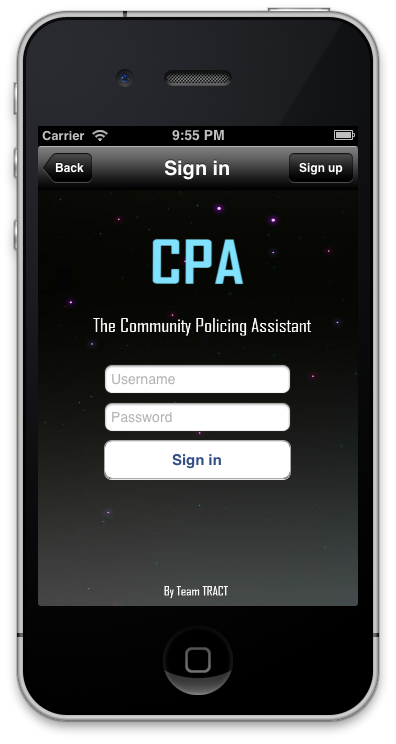 Carrier 9:55 PM
Back Sign in Sign up
CPA
The Community Policing Assistant
Username
Password
Sign in
By Team TRACT